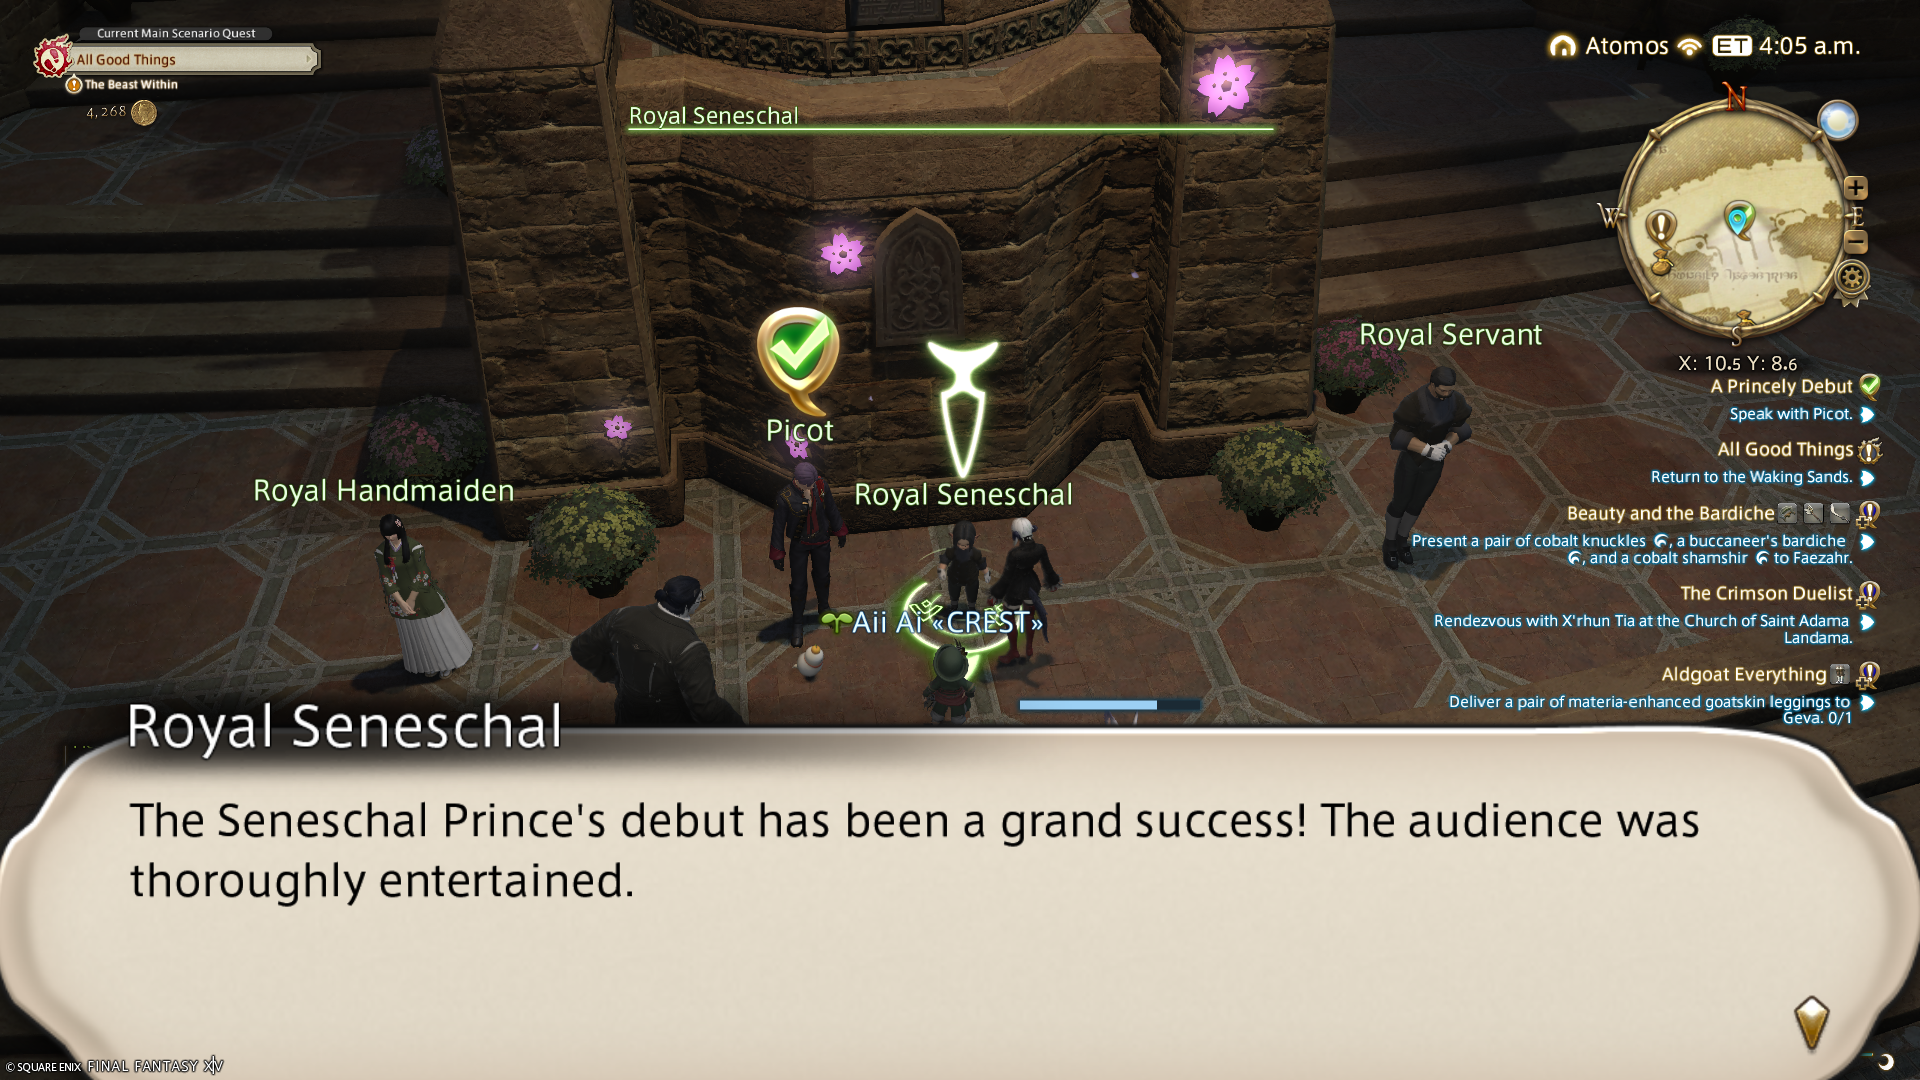 Current Main Scenario Quest
All Good Things
The Beast Within
4,268
Atomos ET 4:05 a.m.
N
W
E
S
X: 10.5 Y: 8.6
Royal Seneschal
Royal Servant
Picot
Royal Handmaiden
Royal Seneschal
Aii Ai «CREST»
A Princely Debut
Speak with Picot.
All Good Things
Return to the Waking Sands.
Beauty and the Bardiche
Present a pair of cobalt knuckles , a buccaneer's bardiche
, and a cobalt shamshir to Faezahr.
The Crimson Duelist
Rendezvous with X'rhun Tia at the Church of Saint Adama
Landama.
Aldgoat Everything
Deliver a pair of materia-enhanced goatskin leggings to
Geva. 0/1
Royal Seneschal
The Seneschal Prince's debut has been a grand success! The audience was
thoroughly entertained.
© SQUARE ENIX FINAL FANTASY XIV